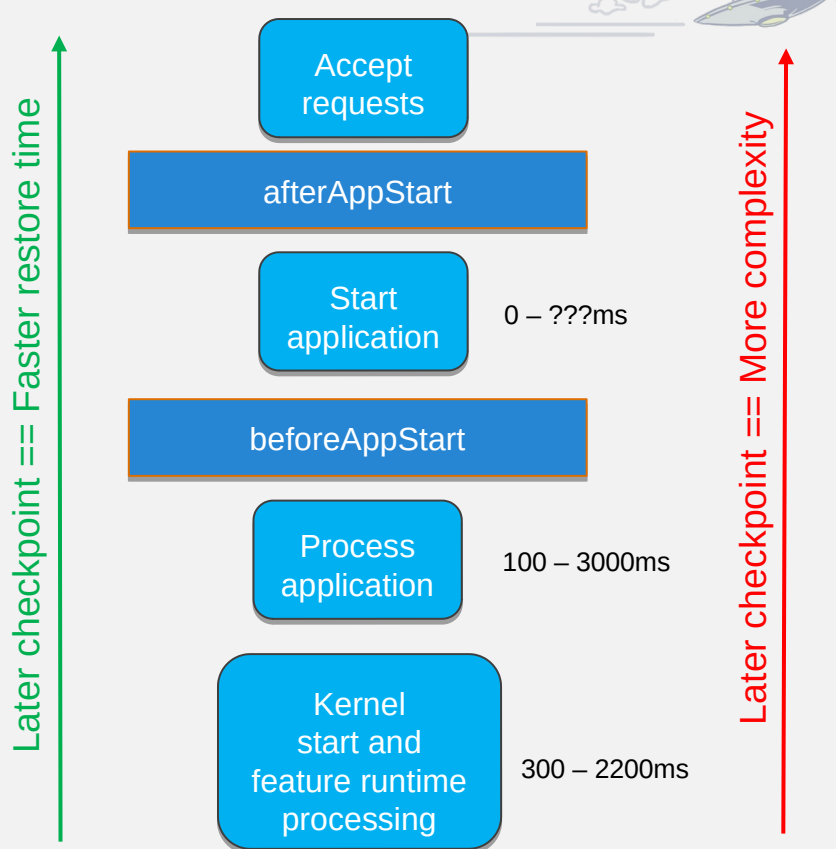 Accept
requests
afterAppStart
Start
application
0 – ???ms
beforeAppStart
Process
application
100 – 3000ms
Kernel
start and
feature runtime
processing
300 – 2200ms
Later checkpoint == Faster restore time
Later checkpoint == More complexity